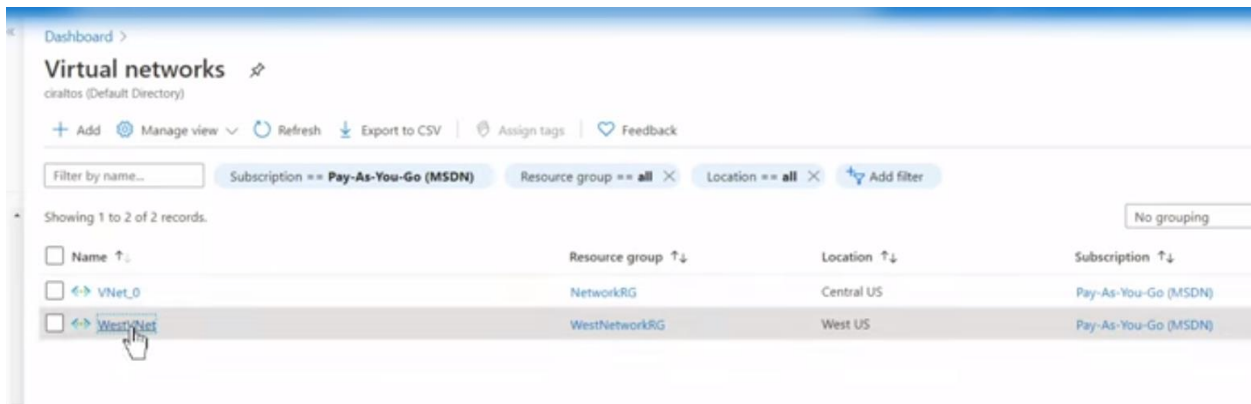 Dashboard >
Virtual networks
ciraltos (Default Directory)
+ Add Manage view Refresh Export to CSV Assign tags Feedback
Filter by name... Subscription == Pay-As-You-Go (MSDN) Resource group == all Location == all Add filter
Showing 1 to 2 of 2 records. No grouping
Name Resource group Location Subscription
VNet_0 NetworkRG Central US Pay-As-You-Go (MSDN)
WestVNet WestNetworkRG West US Pay-As-You-Go (MSDN)